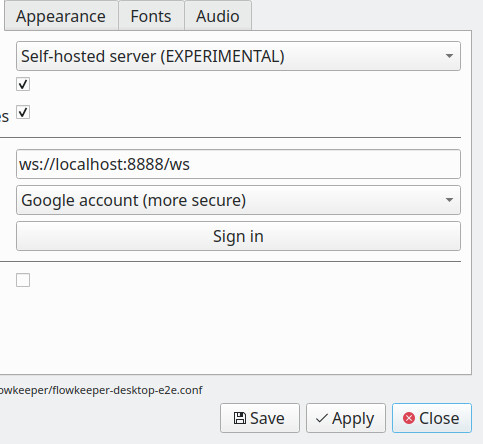 Appearance Fonts Audio
Self-hosted server (EXPERIMENTAL)
es
ws://localhost:8888/ws
Google account (more secure)
Sign in
owkeeper/flowkeeper-desktop-e2e.conf
Save Apply Close